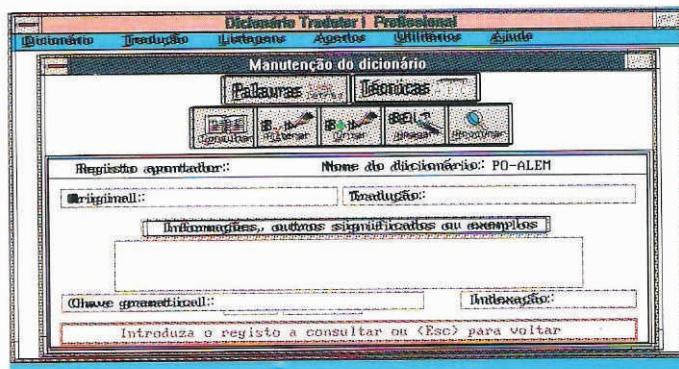 Dicionário Tradutor i Profissional
Dicionário Tradução Listagens Apertos Utilitários Ajuda
Manutenção do dicionário
Palavras Técnicas
Consultar Alterar Criar Apagar Pesquisar
Registo apontador: Nome do dicionário: PO-ALEM
Original: Tradução:
Informações, outros significados ou exemplos
Chave gramatical: Indexação:
Introduza o registo a consultar ou <Esc> para voltar